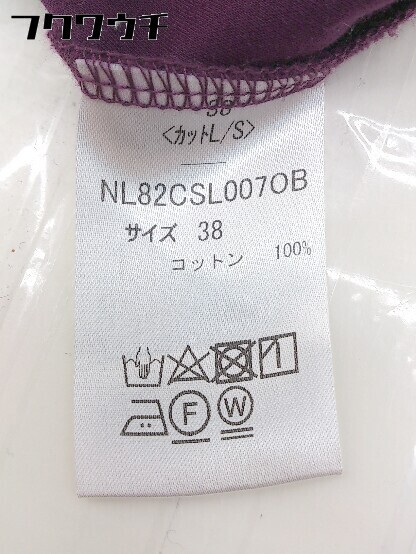 フクワウチ
38
<カットL/S>
NL82CSL007OB
サイズ 38
コットン 100%
F W